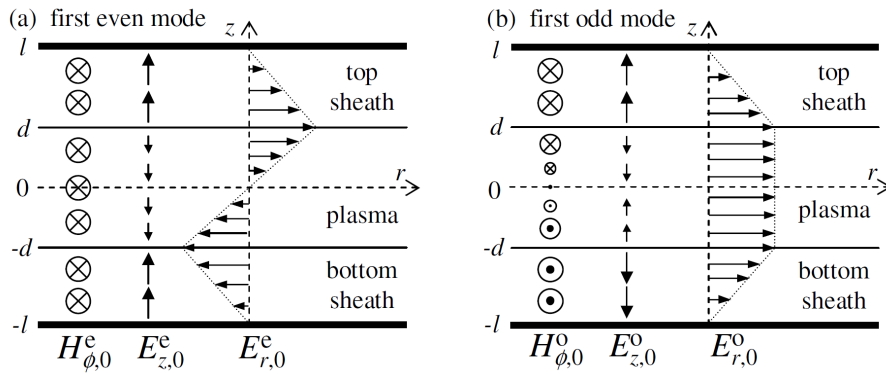 (a) first even mode
z
l
top
sheath
d
0
r
plasma
-d
bottom
sheath
-l
H^e_{ϕ,0} E^e_{z,0} E^e_{r,0}
(b) first odd mode
z
l
top
sheath
d
0
r
plasma
-d
bottom
sheath
-l
H^o_{ϕ,0} E^o_{z,0} E^o_{r,0}